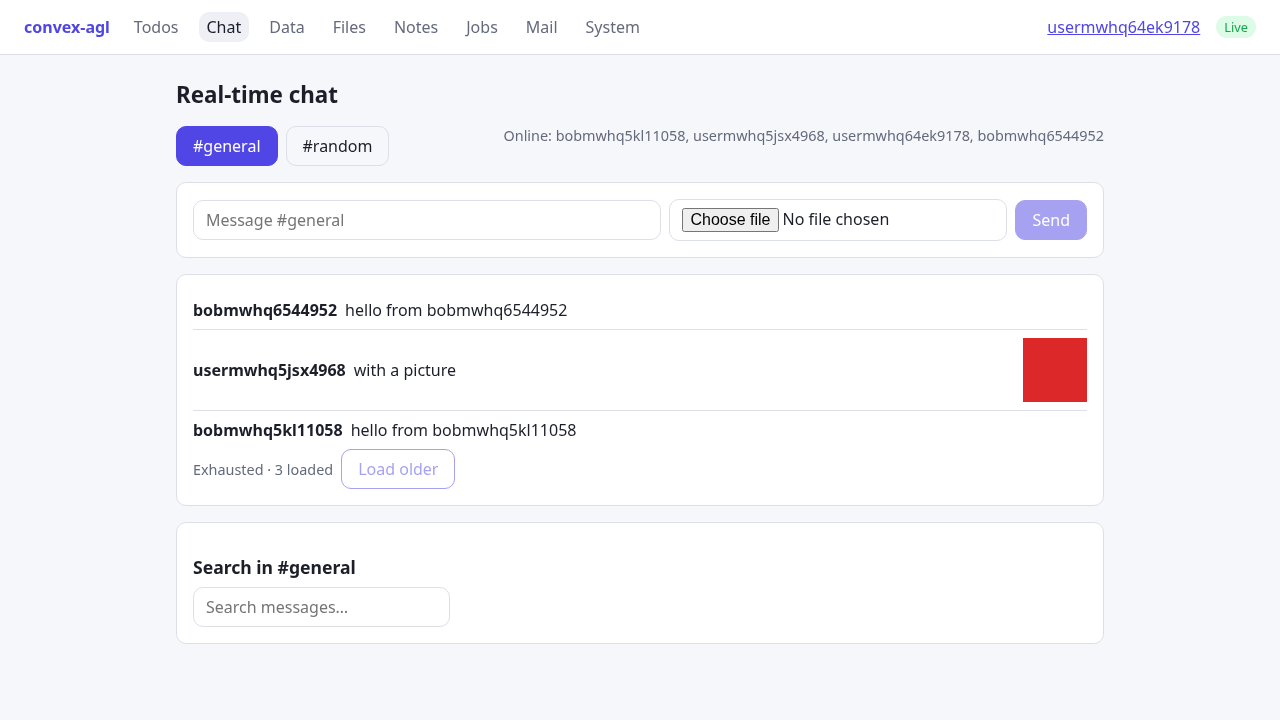 convex-agl Todos Chat Data Files Notes Jobs Mail System usermwhq64ek9178 Live
Real-time chat
#general #random Online: bobmwhq5kl11058, usermwhq5jsx4968, usermwhq64ek9178, bobmwhq6544952
Message #general Choose file No file chosen Send
bobmwhq6544952 hello from bobmwhq6544952
usermwhq5jsx4968 with a picture
bobmwhq5kl11058 hello from bobmwhq5kl11058
Exhausted · 3 loaded Load older
Search in #general
Search messages...